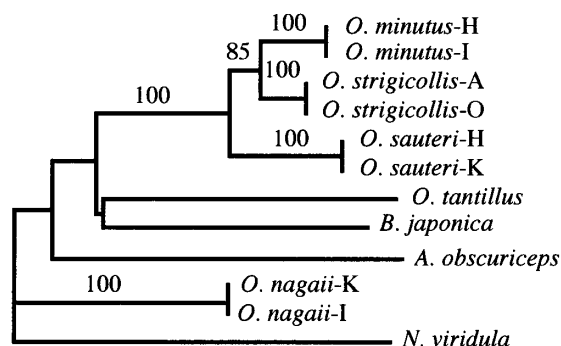 100
O. minutus-H
O. minutus-I
85
100
O. strigicollis-A
O. strigicollis-O
100
100
O. sauteri-H
O. sauteri-K
O. tantillus
B. japonica
A. obscuriceps
100
O. nagaii-K
O. nagaii-I
N. viridula